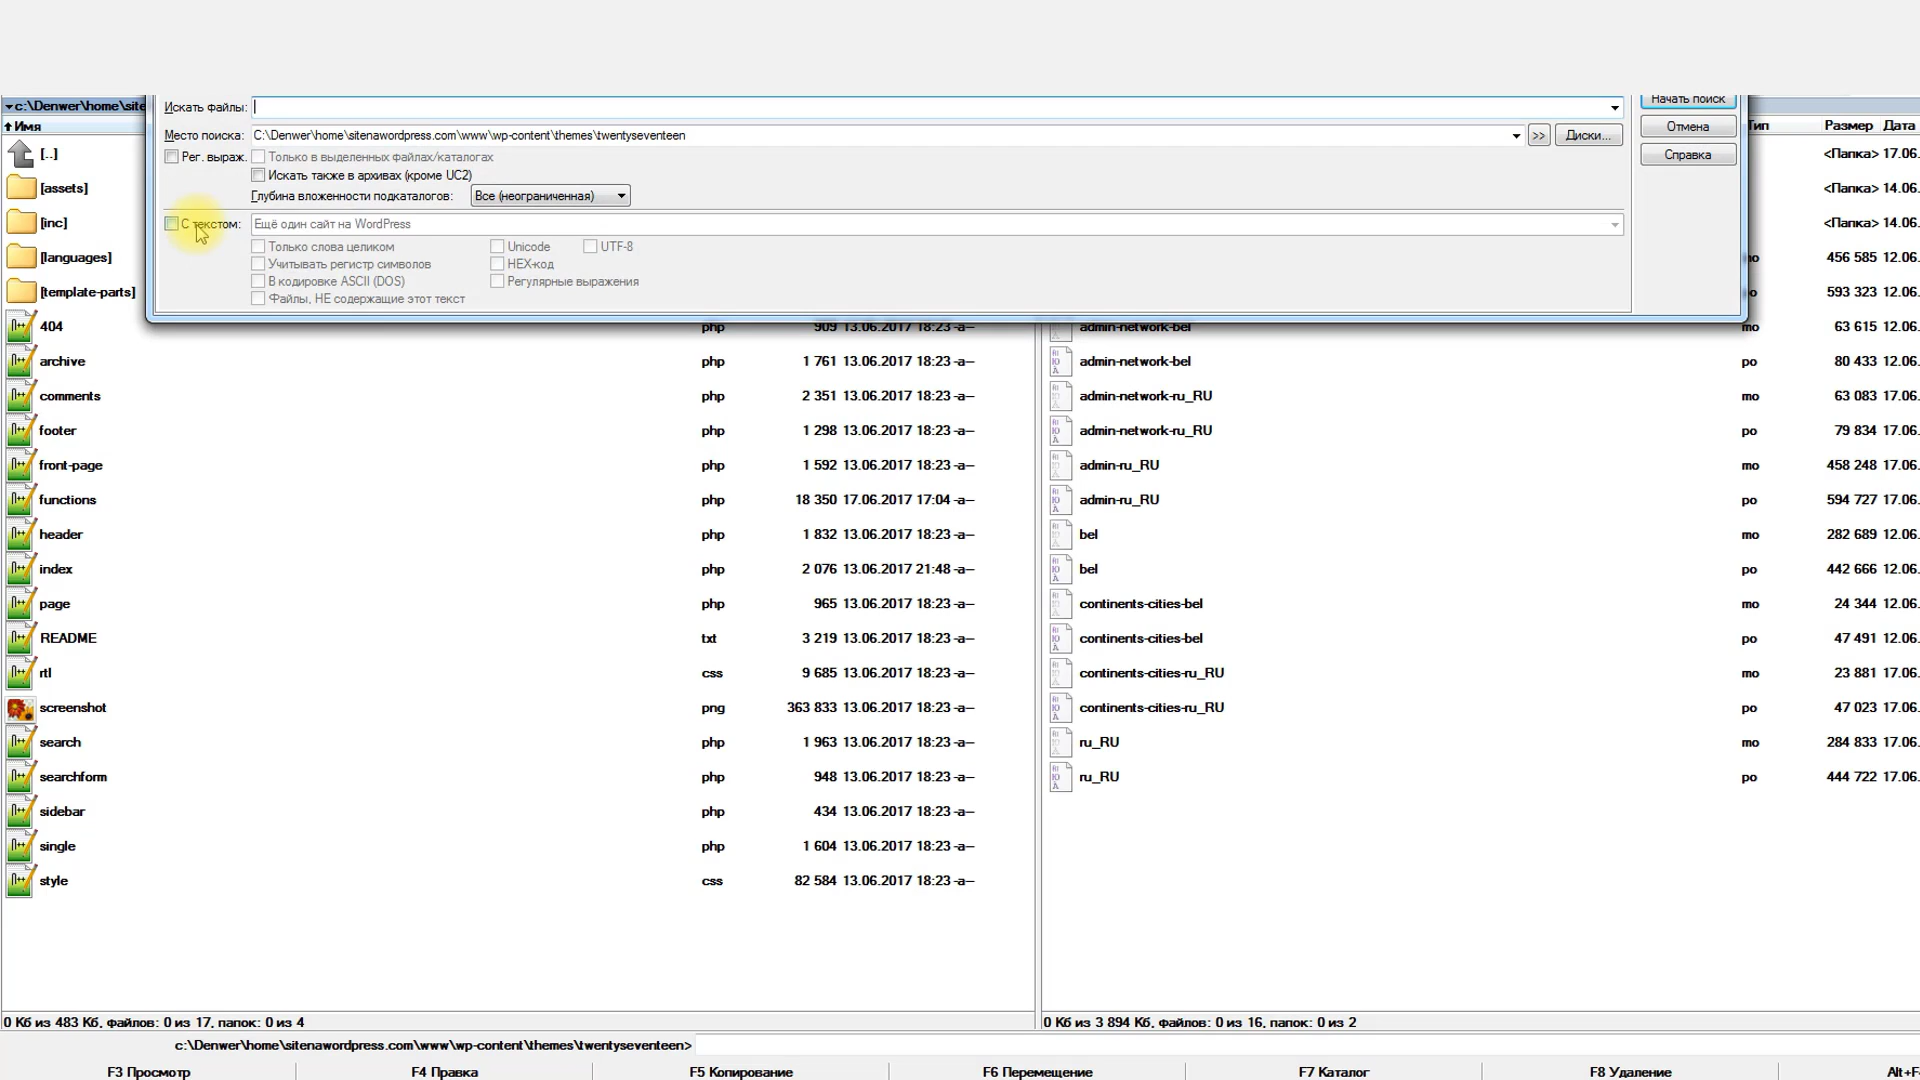 c:\Denwer\home\site
Имя
[..]
[assets]
[inc]
[languages]
[template-parts]
Искать файлы:
Начать поиск
Место поиска: C:\Denwer\home\sitenawordpress.com\www\wp-content\themes\twentyseventeen >> Диски...
Отмена
Рег. выраж. Только в выделенных файлах/каталогах
Справка
Искать также в архивах (кроме UC2)
Глубина вложенности подкаталогов: Все (неограниченная)
С текстом: Ещё один сайт на WordPress
Только слова целиком Unicode UTF-8
Учитывать регистр символов HEX-код
В кодировке ASCII (DOS) Регулярные выражения
Файлы, НЕ содержащие этот текст
404 php 909 13.06.2017 18:23 -a--
archive php 1 761 13.06.2017 18:23 -a--
comments php 2 351 13.06.2017 18:23 -a--
footer php 1 298 13.06.2017 18:23 -a--
front-page php 1 592 13.06.2017 18:23 -a--
functions php 18 350 17.06.2017 17:04 -a--
header php 1 832 13.06.2017 18:23 -a--
index php 2 076 13.06.2017 21:48 -a--
page php 965 13.06.2017 18:23 -a--
README txt 3 219 13.06.2017 18:23 -a--
rtl css 9 685 13.06.2017 18:23 -a--
screenshot png 363 833 13.06.2017 18:23 -a--
search php 1 963 13.06.2017 18:23 -a--
searchform php 948 13.06.2017 18:23 -a--
sidebar php 434 13.06.2017 18:23 -a--
single php 1 604 13.06.2017 18:23 -a--
style css 82 584 13.06.2017 18:23 -a--
0 Кб из 483 Кб, файлов: 0 из 17, папок: 0 из 4
Тип Размер Дата
<Папка> 17.06.
<Папка> 14.06.
<Папка> 14.06.
456 585 12.06.
593 323 12.06.
admin-network-bel mo 63 615 12.06.
admin-network-bel po 80 433 12.06.
admin-network-ru_RU mo 63 083 17.06.
admin-network-ru_RU po 79 834 17.06.
admin-ru_RU mo 458 248 17.06.
admin-ru_RU po 594 727 17.06.
bel mo 282 689 12.06.
bel po 442 666 12.06.
continents-cities-bel mo 24 344 12.06.
continents-cities-bel po 47 491 12.06.
continents-cities-ru_RU mo 23 881 17.06.
continents-cities-ru_RU po 47 023 17.06.
ru_RU mo 284 833 17.06.
ru_RU po 444 722 17.06.
0 Кб из 3 894 Кб, файлов: 0 из 16, папок: 0 из 2
c:\Denwer\home\sitenawordpress.com\www\wp-content\themes\twentyseventeen>
F3 Просмотр F4 Правка F5 Копирование F6 Перемещение F7 Каталог F8 Удаление Alt+F